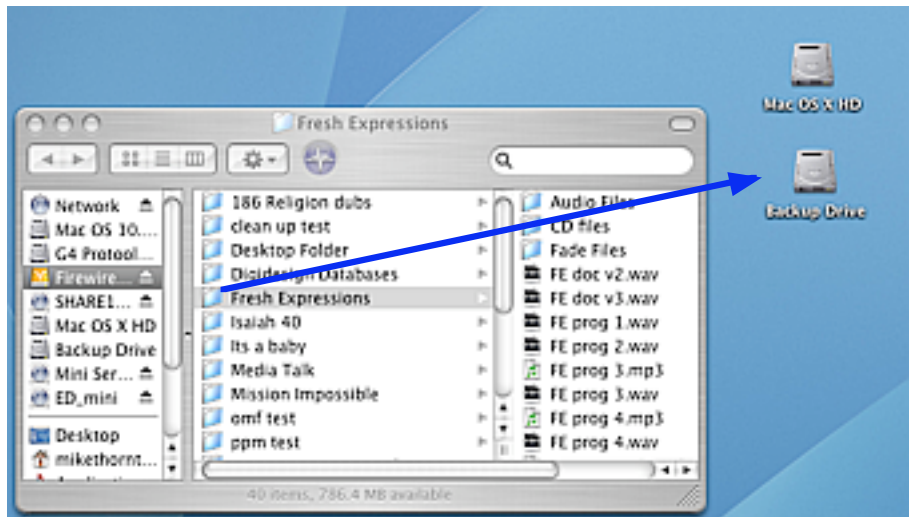 Mac OS X HD
Fresh Expressions
Backup Drive
Network
Mac OS 10....
G4 Protool...
Firewire...
SHARE1...
Mac OS X HD
Backup Drive
Mini Ser...
ED_mini
Desktop
mikethornt...
186 Religion dubs
clean up test
Desktop Folder
Digidesign Databases
Fresh Expressions
Isaiah 40
Its a baby
Media Talk
Mission Impossible
omf test
ppm test
Audio Files
CD files
Fade Files
FE doc v2.wav
FE doc v3.wav
FE prog 1.wav
FE prog 2.wav
FE prog 3.mp3
FE prog 3.wav
FE prog 4.mp3
FE prog 4.wav
40 items, 786.4 MB available